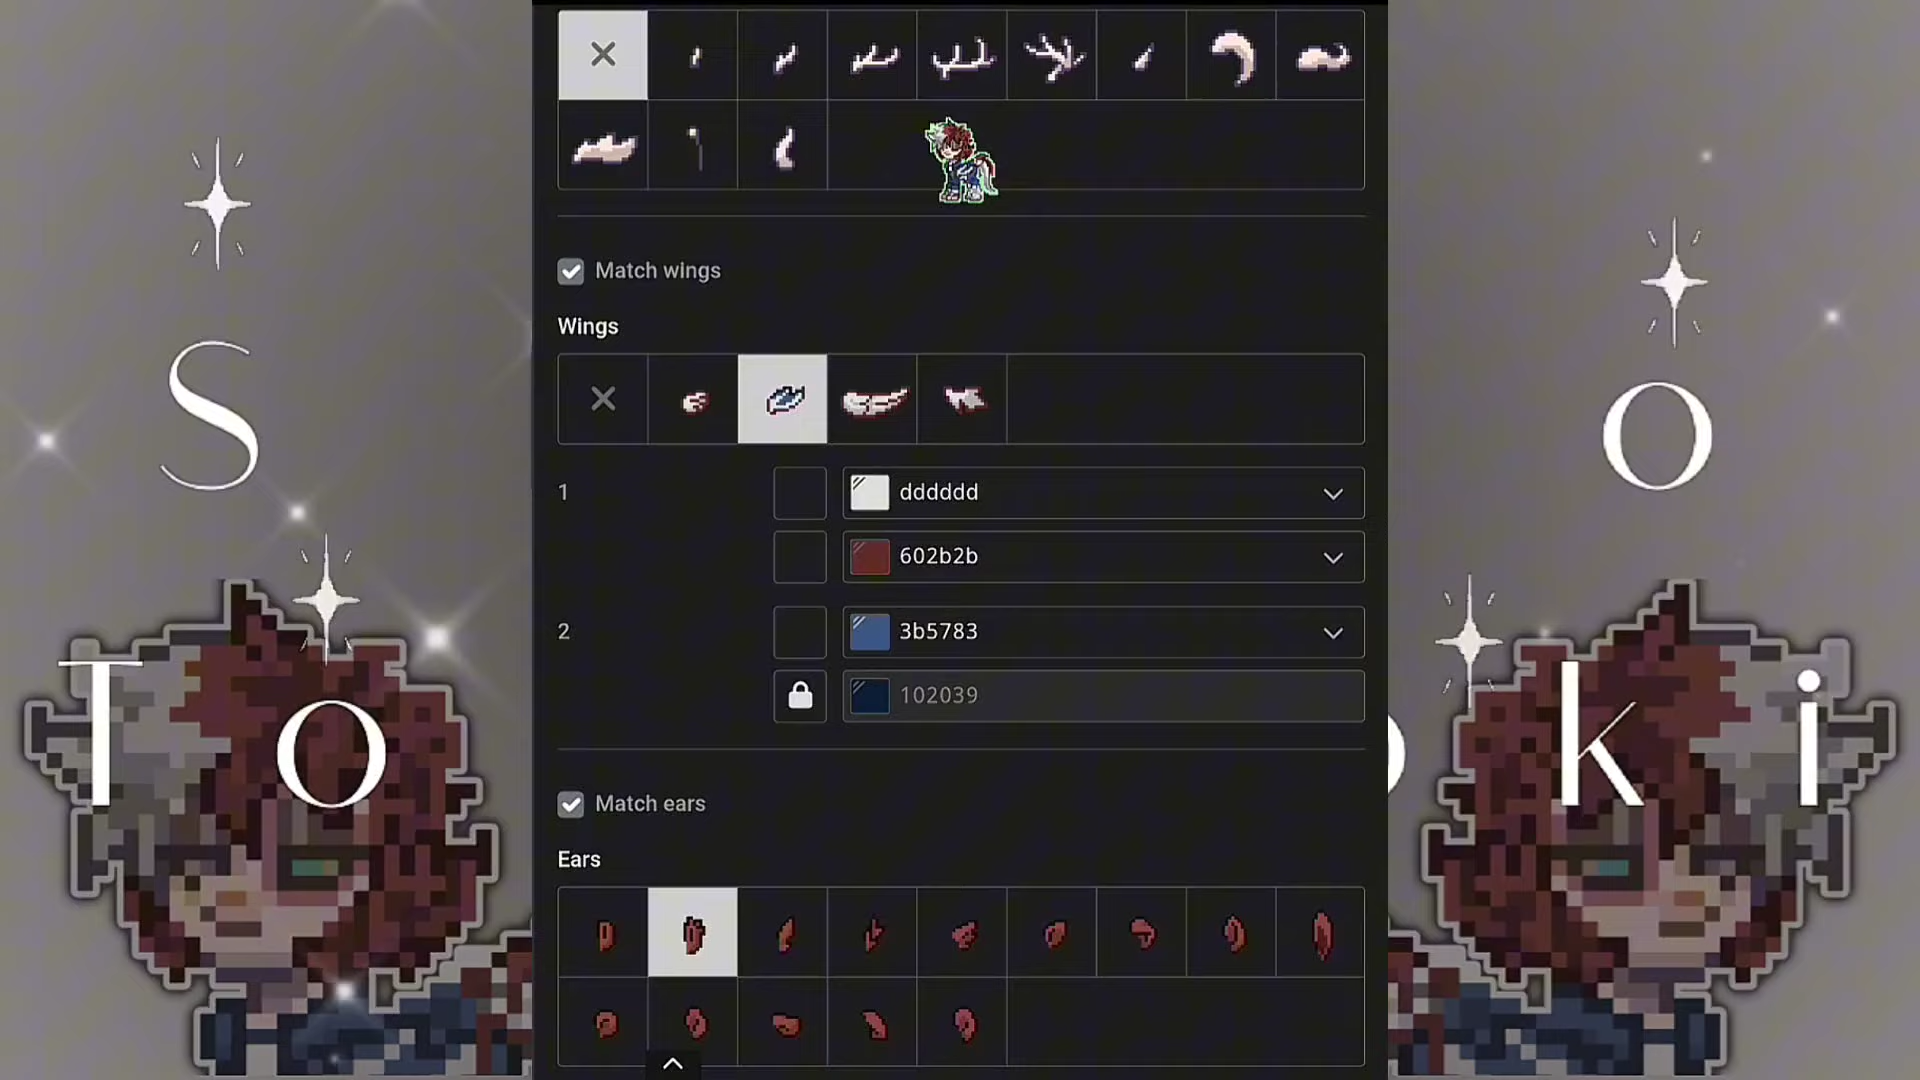 Match wings
Wings
1
dddddd
602b2b
2
3b5783
102039
Match ears
Ears
S
o
T o
k i